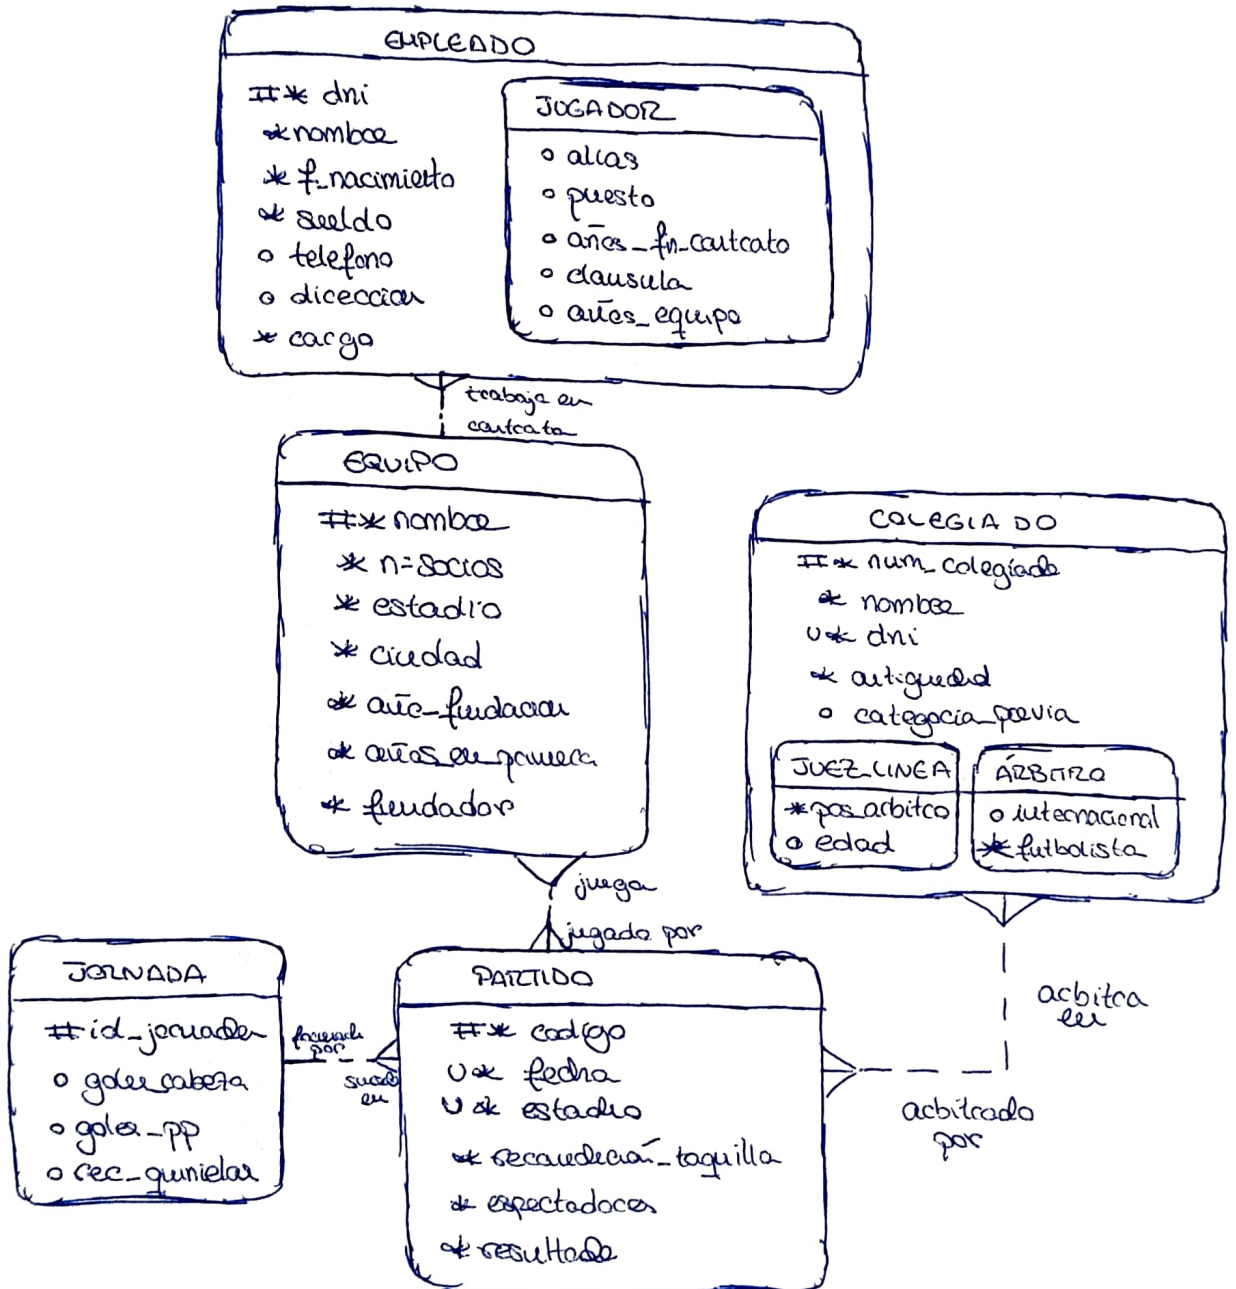 EMPLEADO
#* dni
* nombre
* f_nacimiento
* sueldo
o telefono
o direccion
* cargo
JUGADOR
o alias
o puesto
o años_fin_contrato
o clausula
o años_equipo
trabaja en
contrata
EQUIPO
#* nombre
* nº socios
* estadio
* ciudad
* año_fundacion
* años_en_primera
* fundador
juega
jugado por
COLEGIADO
#* num_colegiado
* nombre
U* dni
* antiguedad
o categoria_previa
JUEZ_LINEA
* pos_arbitro
o edad
ÁRBITRO
o internacional
* futbolista
arbitra
en
arbitrado
por
JORNADA
# id_jornada
o goles_cabeza
o goles_pp
o rec_quinielas
formada
por
sucede
en
PARTIDO
#* codigo
U* fecha
U* estadio
* recaudación_taquilla
* espectadores
* resultado